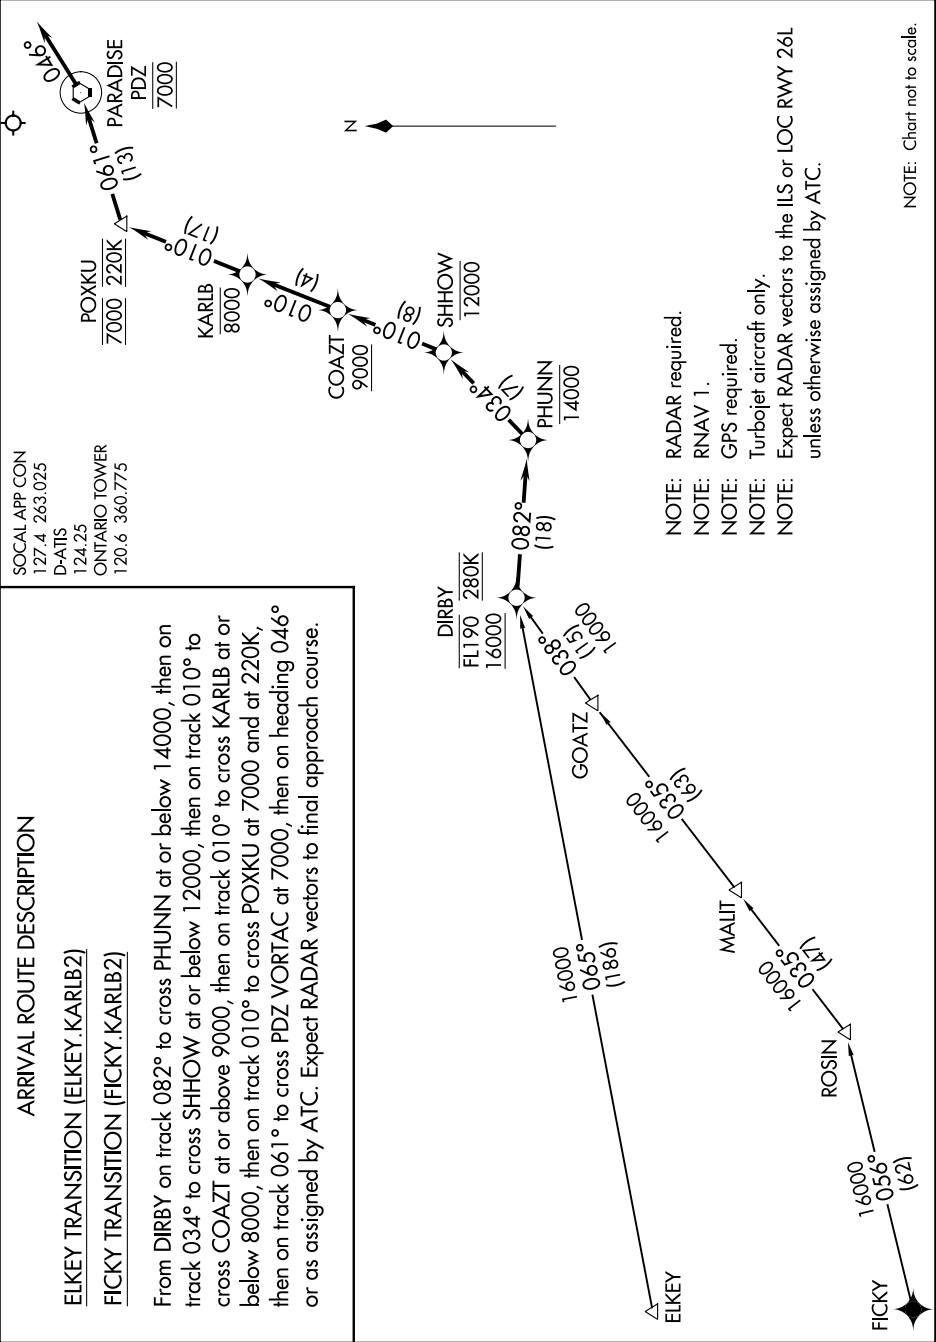 ARRIVAL ROUTE DESCRIPTION
ELKEY TRANSITION (ELKEY.KARLB2)
FICKY TRANSITION (FICKY.KARLB2)
From DIRBY on track 082° to cross PHUNN at or below 14000, then on
track 034° to cross SHHOW at or below 12000, then on track 010° to
cross COAZT at or above 9000, then on track 010° to cross KARLB at or
below 8000, then on track 010° to cross POXKU at 7000 and at 220K,
then on track 061° to cross PDZ VORTAC at 7000, then on heading 046°
or as assigned by ATC. Expect RADAR vectors to final approach course.
SOCAL APP CON
127.4 263.025
D-ATIS
124.25
ONTARIO TOWER
120.6 360.775
046°
PARADISE
PDZ
7000
061°
(13)
POXKU
7000 220K
010°
(17)
KARLB
8000
010°
(4)
COAZT
9000
010°
(8)
SHHOW
12000
034°
(7)
PHUNN
14000
082°
(18)
DIRBY
FL190 280K
16000
N
038°
(15)
16000
GOATZ
16000
035°
(63)
MALIT
16000
035°
(47)
ROSIN
16000
056°
(62)
FICKY
16000
065°
(186)
ELKEY
NOTE: RADAR required.
NOTE: RNAV 1.
NOTE: GPS required.
NOTE: Turbojet aircraft only.
NOTE: Expect RADAR vectors to the ILS or LOC RWY 26L
unless otherwise assigned by ATC.
NOTE: Chart not to scale.